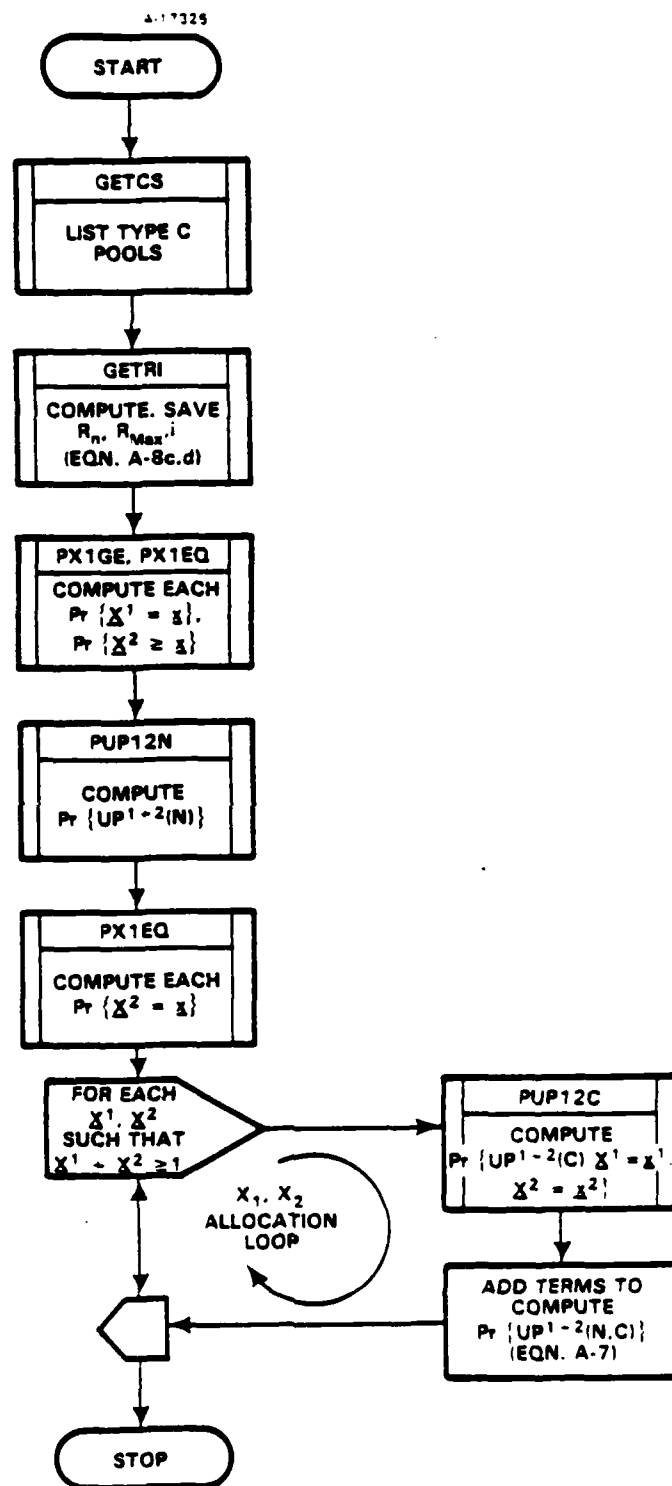 A-17325
START
GETCS
LIST TYPE C
POOLS
GETRI
COMPUTE. SAVE
Rₙ, R_Max,i
(EQN. A-8c.d)
PX1GE, PX1EQ
COMPUTE EACH
Pr {X¹ = x},
Pr {X² ≥ x}
PUP12N
COMPUTE
Pr {UP¹⁻²(N)}
PX1EQ
COMPUTE EACH
Pr {X² = x}
FOR EACH
X¹, X²
SUCH THAT
X¹ + X² ≥ 1
PUP12C
COMPUTE
Pr {UP¹⁻²(C) X¹ = x¹,
X² = x²}
X₁, X₂
ALLOCATION
LOOP
ADD TERMS TO
COMPUTE
Pr {UP¹⁻²(N,C)}
(EQN. A-7)
STOP